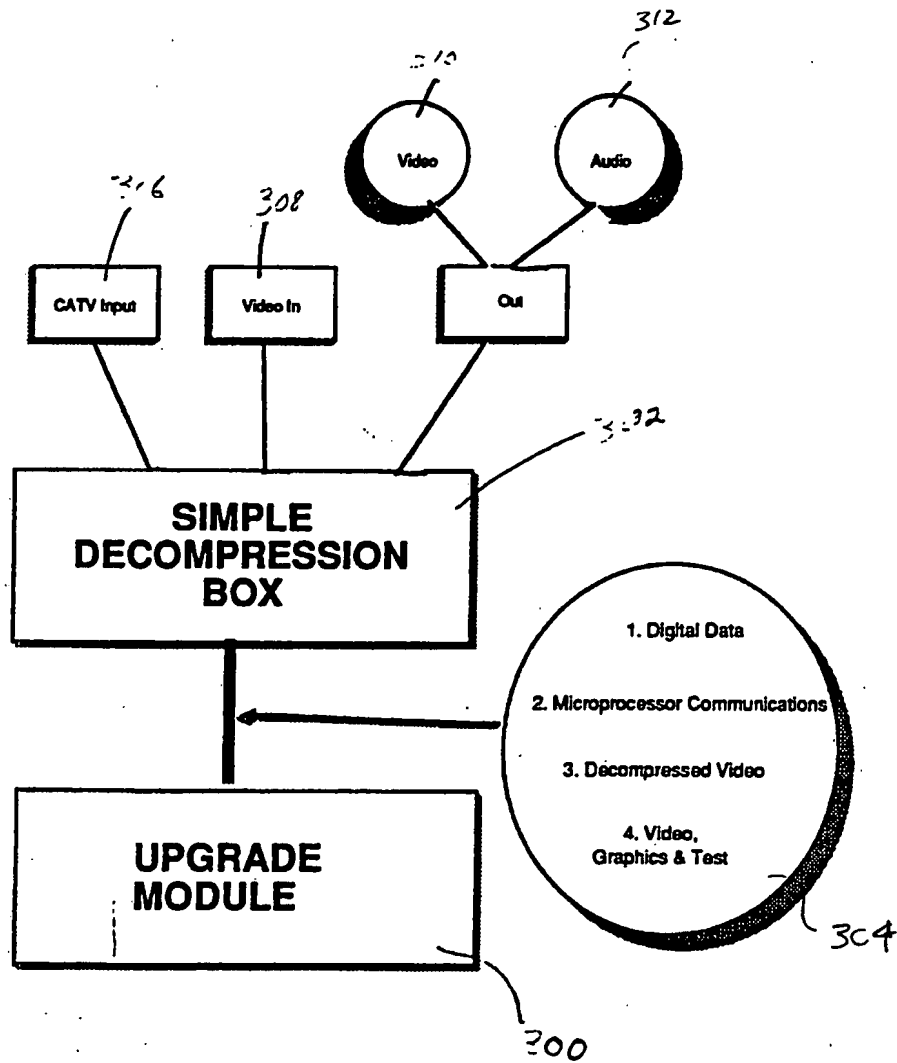 312
Video
Audio
308
CATV Input
Video In
Out
SIMPLE
DECOMPRESSION
BOX
1. Digital Data
2. Microprocessor Communications
3. Decompressed Video
4. Video,
Graphics & Test
UPGRADE
MODULE
304
300